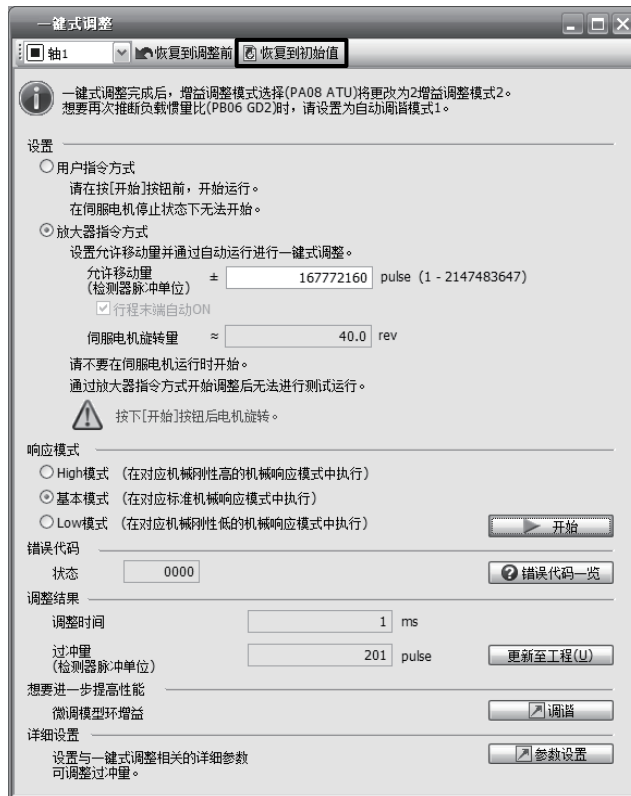 一键式调整
轴1 恢复到调整前 恢复到初始值
一键式调整完成后，增益调整模式选择(PA08 ATU)将更改为2增益调整模式2。
想要再次推断负载惯量比(PB06 GD2)时，请设置为自动调谐模式1。
设置
用户指令方式
请在按[开始]按钮前，开始运行。
在伺服电机停止状态下无法开始。
放大器指令方式
设置允许移动量并通过自动运行进行一键式调整。
允许移动量
(检测器脉冲单位) ± 167772160 pulse (1 - 2147483647)
行程末端自动ON
伺服电机旋转量 ≈ 40.0 rev
请不要在伺服电机运行时开始。
通过放大器指令方式开始调整后无法进行测试运行。
按下[开始]按钮后电机旋转。
响应模式
High模式 (在对应机械刚性高的机械响应模式中执行)
基本模式 (在对应标准机械响应模式中执行)
Low模式 (在对应机械刚性低的机械响应模式中执行) 开始
错误代码
状态 0000 错误代码一览
调整结果
调整时间 1 ms
过冲量
(检测器脉冲单位) 201 pulse 更新至工程(U)
想要进一步提高性能
微调模型环增益 调谐
详细设置
设置与一键式调整相关的详细参数 参数设置
可调整过冲量。